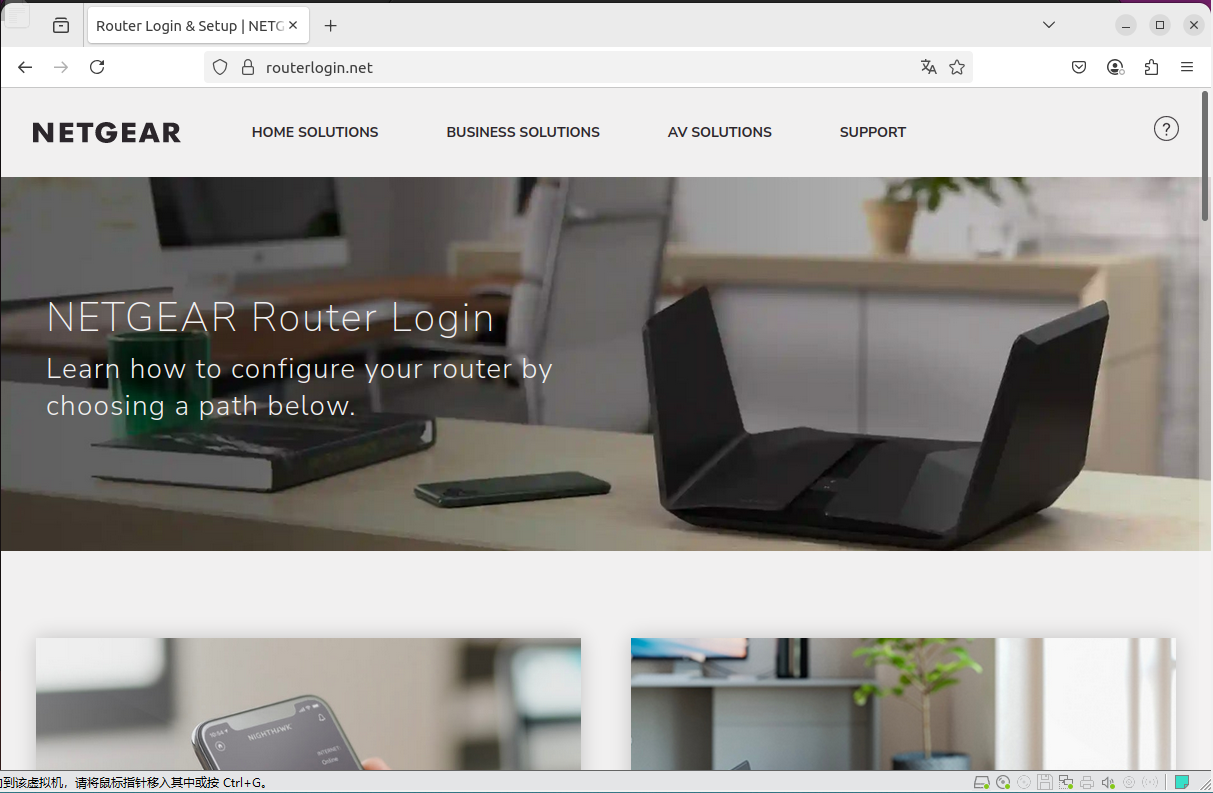 Router Login & Setup | NETG
routerlogin.net
NETGEAR
HOME SOLUTIONS
BUSINESS SOLUTIONS
AV SOLUTIONS
SUPPORT
?
NETGEAR Router Login
Learn how to configure your router by
choosing a path below.
10:54
NIGHTHAWK
INTERNET
Online
到该虚拟机，请将鼠标指针移入其中或按 Ctrl+G。